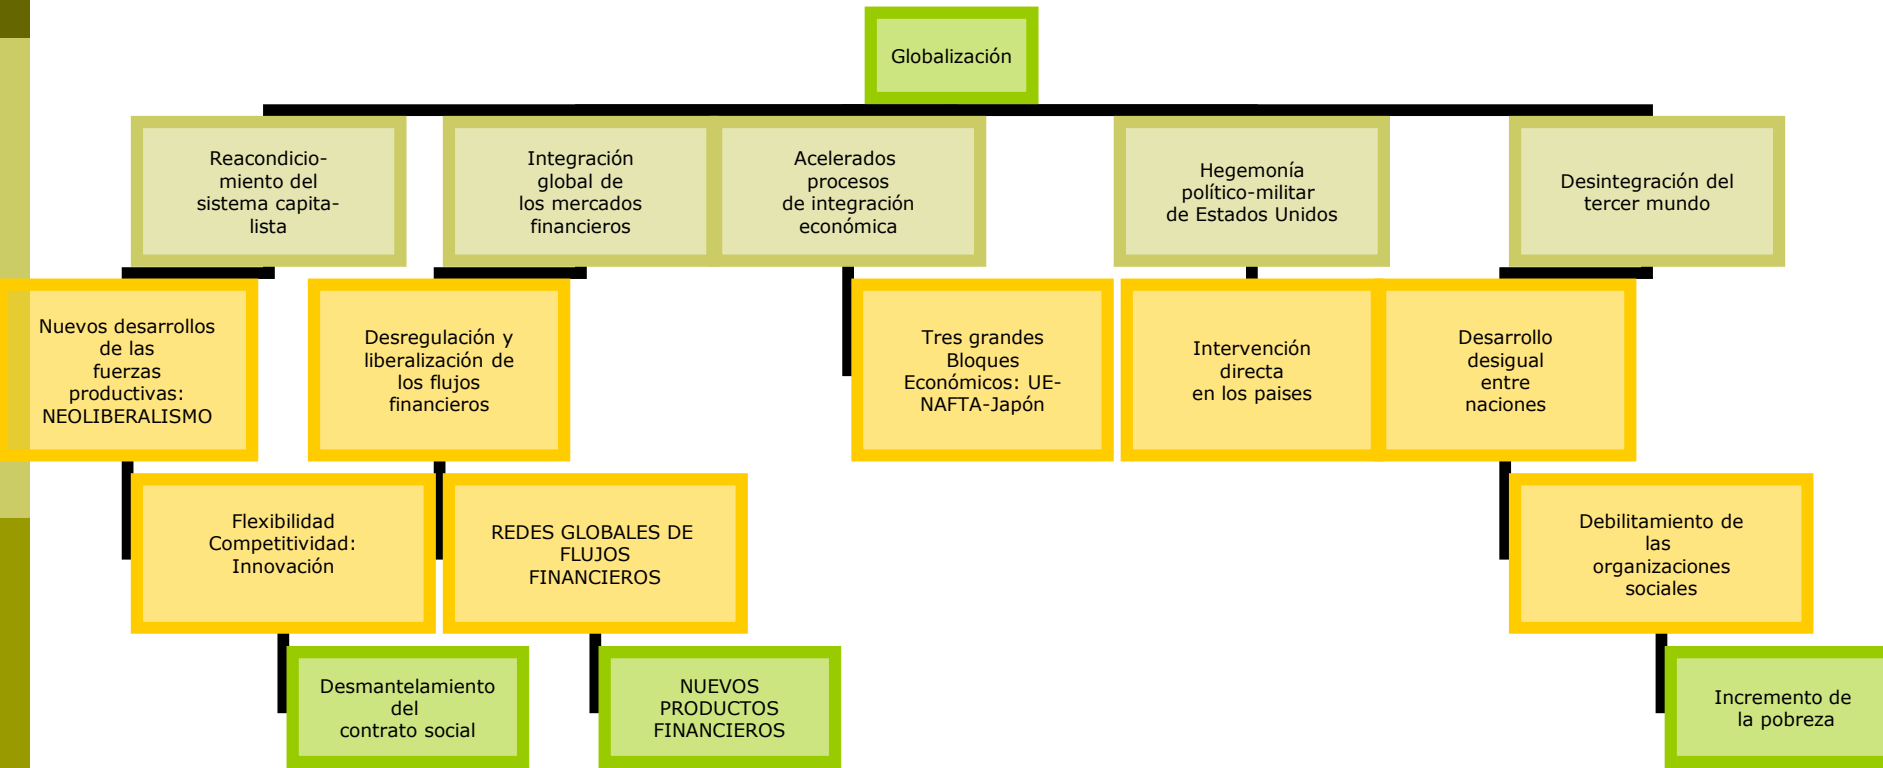 Globalización
Reacondicio-
miento del
sistema capita-
lista
Integración
global de
los mercados
financieros
Acelerados
procesos
de integración
económica
Hegemonía
político-militar
de Estados Unidos
Desintegración del
tercer mundo
Nuevos desarrollos
de las
fuerzas
productivas:
NEOLIBERALISMO
Desregulación y
liberalización de
los flujos
financieros
Tres grandes
Bloques
Económicos: UE-
NAFTA-Japón
Intervención
directa
en los paises
Desarrollo
desigual
entre
naciones
Flexibilidad
Competitividad:
Innovación
REDES GLOBALES DE
FLUJOS
FINANCIEROS
Debilitamiento de
las
organizaciones
sociales
Desmantelamiento
del
contrato social
NUEVOS
PRODUCTOS
FINANCIEROS
Incremento de
la pobreza